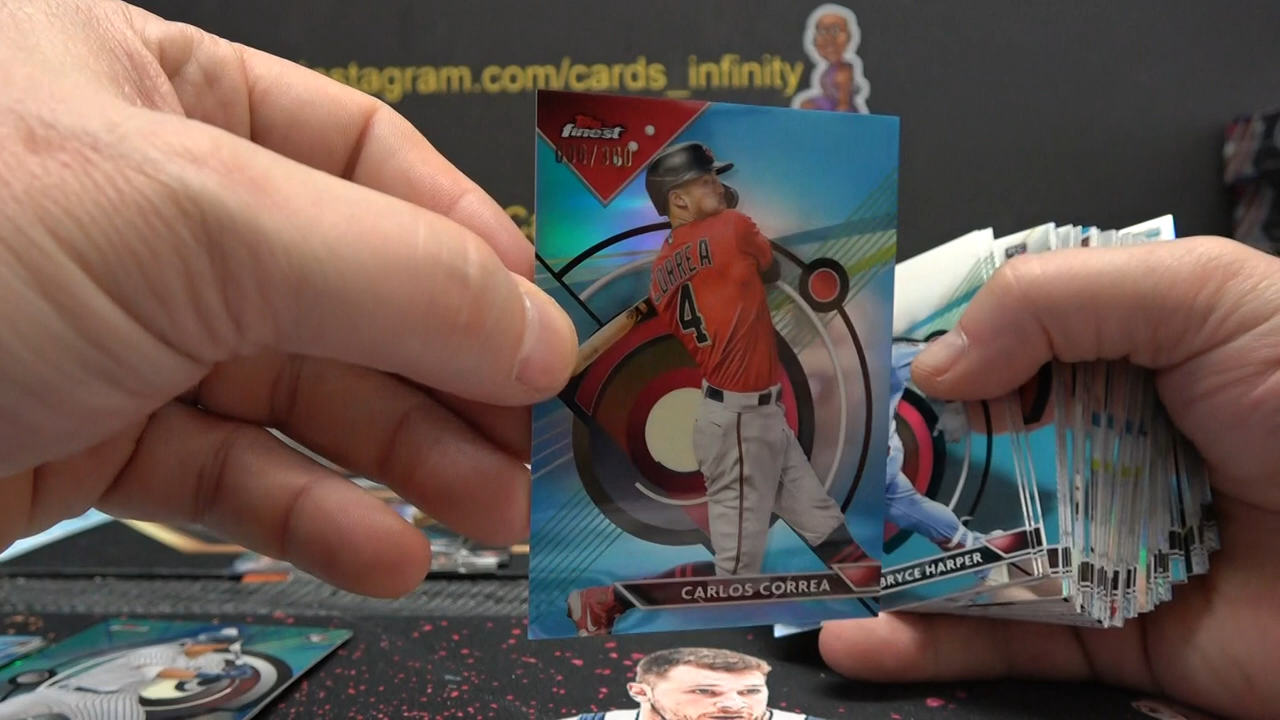 instagram.com/cards_infinity
finest
CORREA
4
CARLOS CORREA
BRYCE HARPER